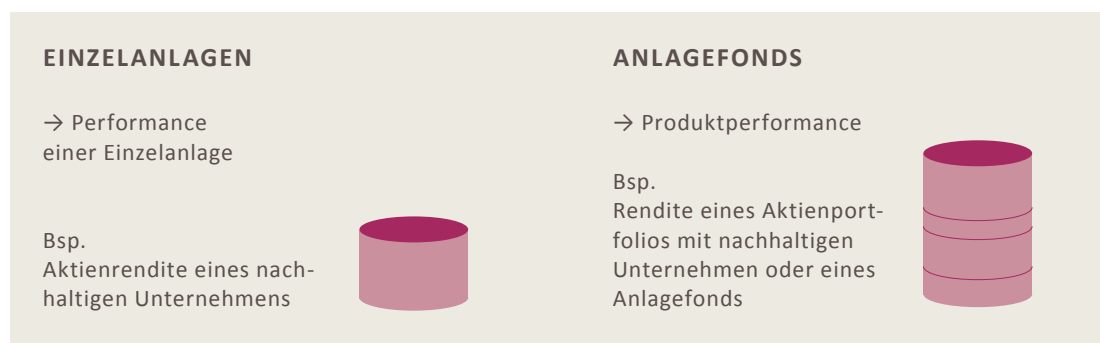 EINZELANLAGEN
→ Performance
einer Einzelanlage
Bsp.
Aktienrendite eines nach-
haltigen Unternehmens
ANLAGEFONDS
→ Produktperformance
Bsp.
Rendite eines Aktienport-
folios mit nachhaltigen
Unternehmen oder eines
Anlagefonds